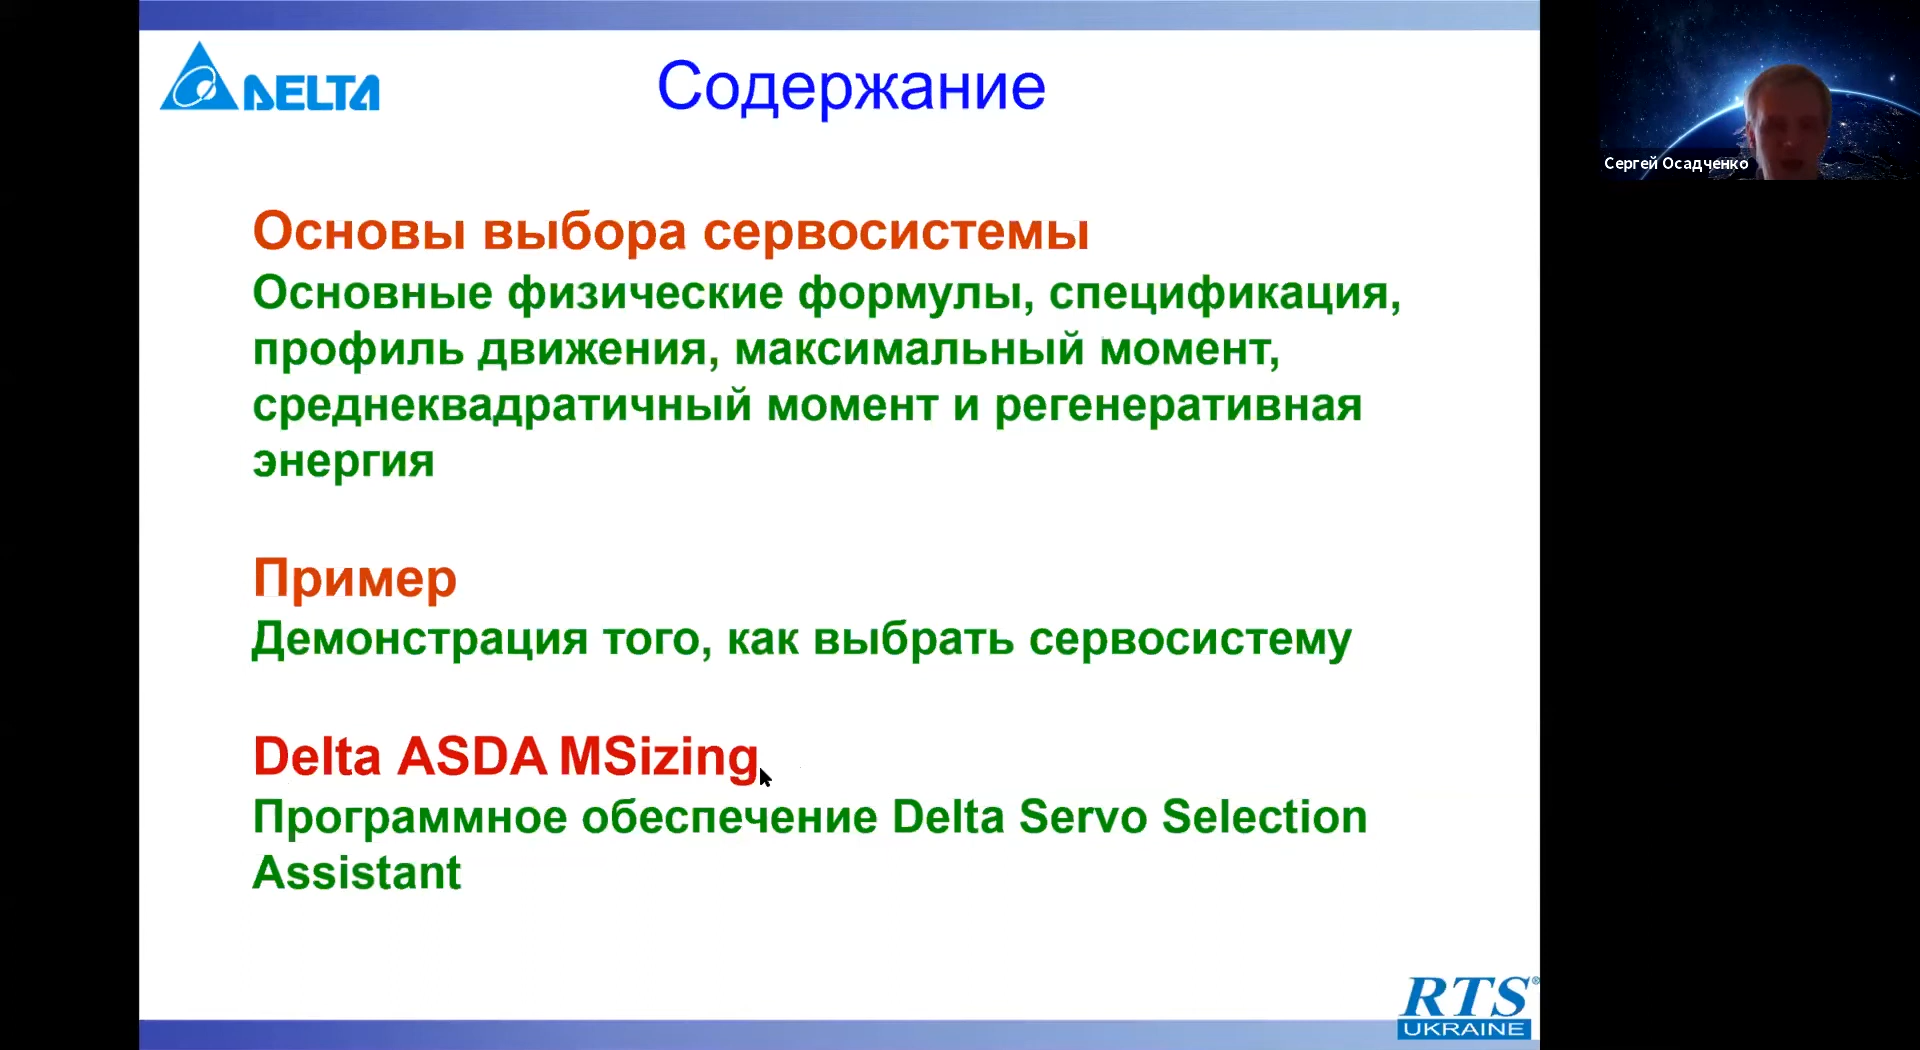 DELTA
Содержание
Сергей Осадченко
Основы выбора сервосистемы
Основные физические формулы, спецификация,
профиль движения, максимальный момент,
среднеквадратичный момент и регенеративная
энергия
Пример
Демонстрация того, как выбрать сервосистему
Delta ASDA MSizing
Программное обеспечение Delta Servo Selection
Assistant
RTS®
UKRAINE